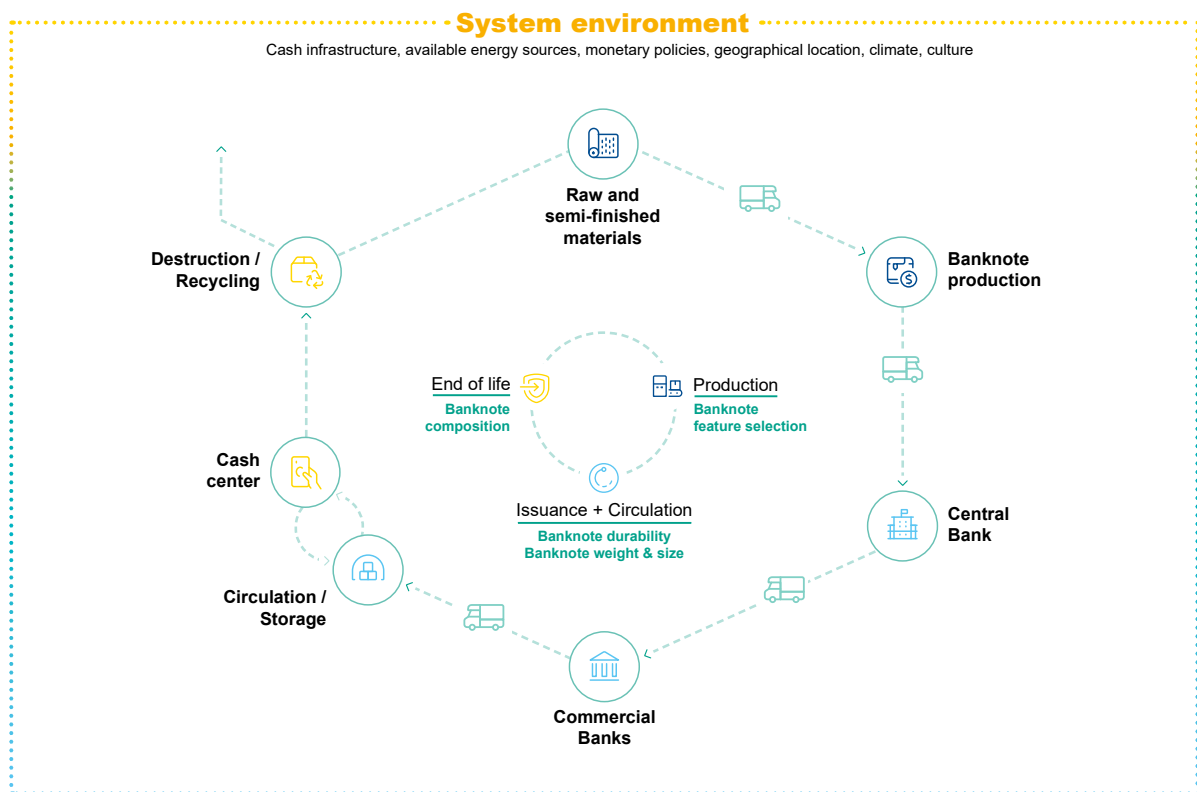 System environment
Cash infrastructure, available energy sources, monetary policies, geographical location, climate, culture
Raw and
semi-finished
materials
Destruction /
Recycling
Banknote
production
End of life
Banknote
composition
Production
Banknote
feature selection
Cash
center
Issuance + Circulation
Banknote durability
Banknote weight & size
Central
Bank
Circulation /
Storage
Commercial
Banks